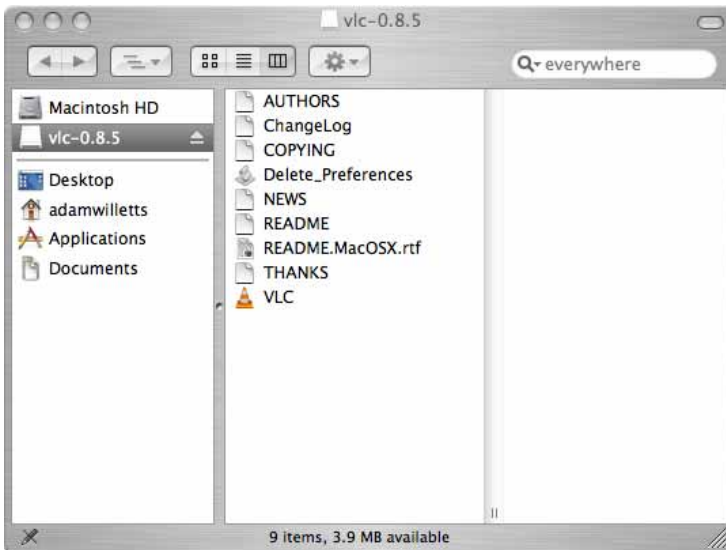 vlc-0.8.5
everywhere
Macintosh HD
vlc-0.8.5
Desktop
adamwilletts
Applications
Documents
AUTHORS
ChangeLog
COPYING
Delete_Preferences
NEWS
README
README.MacOSX.rtf
THANKS
VLC
9 items, 3.9 MB available